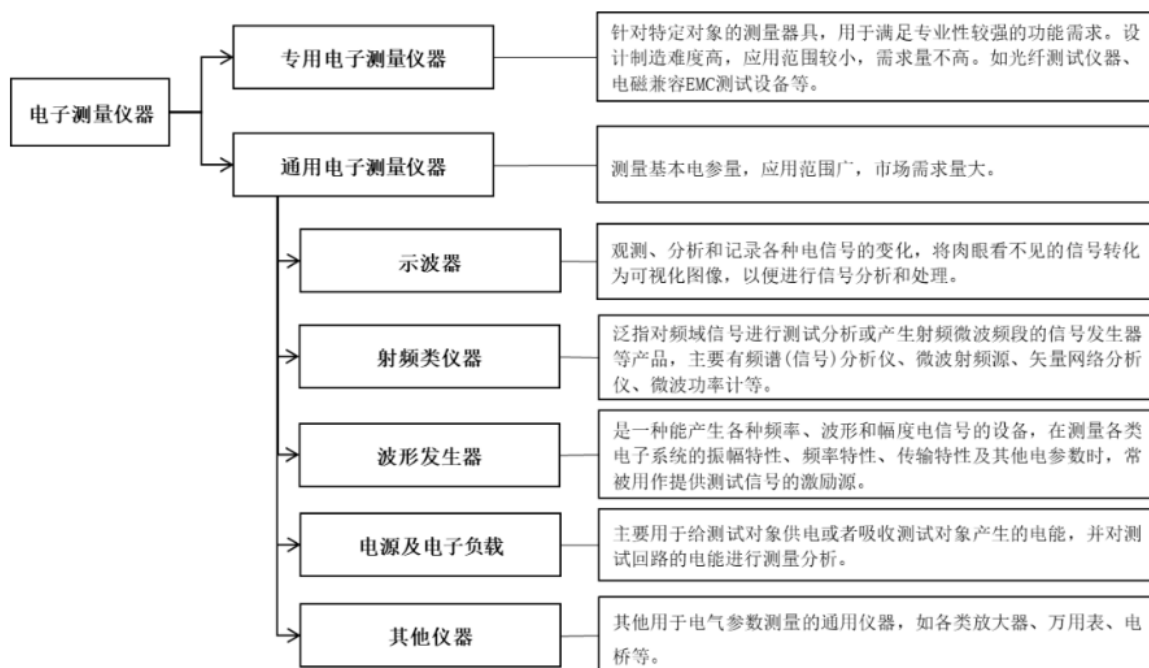 专用电子测量仪器
针对特定对象的测量器具，用于满足专业性较强的功能需求。设
计制造难度高，应用范围较小，需求量不高。如光纤测试仪器、
电磁兼容EMC测试设备等。
电子测量仪器
通用电子测量仪器
测量基本电参量，应用范围广，市场需求量大。
示波器
观测、分析和记录各种电信号的变化，将肉眼看不见的信号转化
为可视化图像，以便进行信号分析和处理。
射频类仪器
泛指对频域信号进行测试分析或产生射频微波频段的信号发生器
等产品，主要有频谱(信号)分析仪、微波射频源、矢量网络分析
仪、微波功率计等。
波形发生器
是一种能产生各种频率、波形和幅度电信号的设备，在测量各类
电子系统的振幅特性、频率特性、传输特性及其他电参数时，常
被用作提供测试信号的激励源。
电源及电子负载
主要用于给测试对象供电或者吸收测试对象产生的电能，并对测
试回路的电能进行测量分析。
其他仪器
其他用于电气参数测量的通用仪器，如各类放大器、万用表、电
桥等。